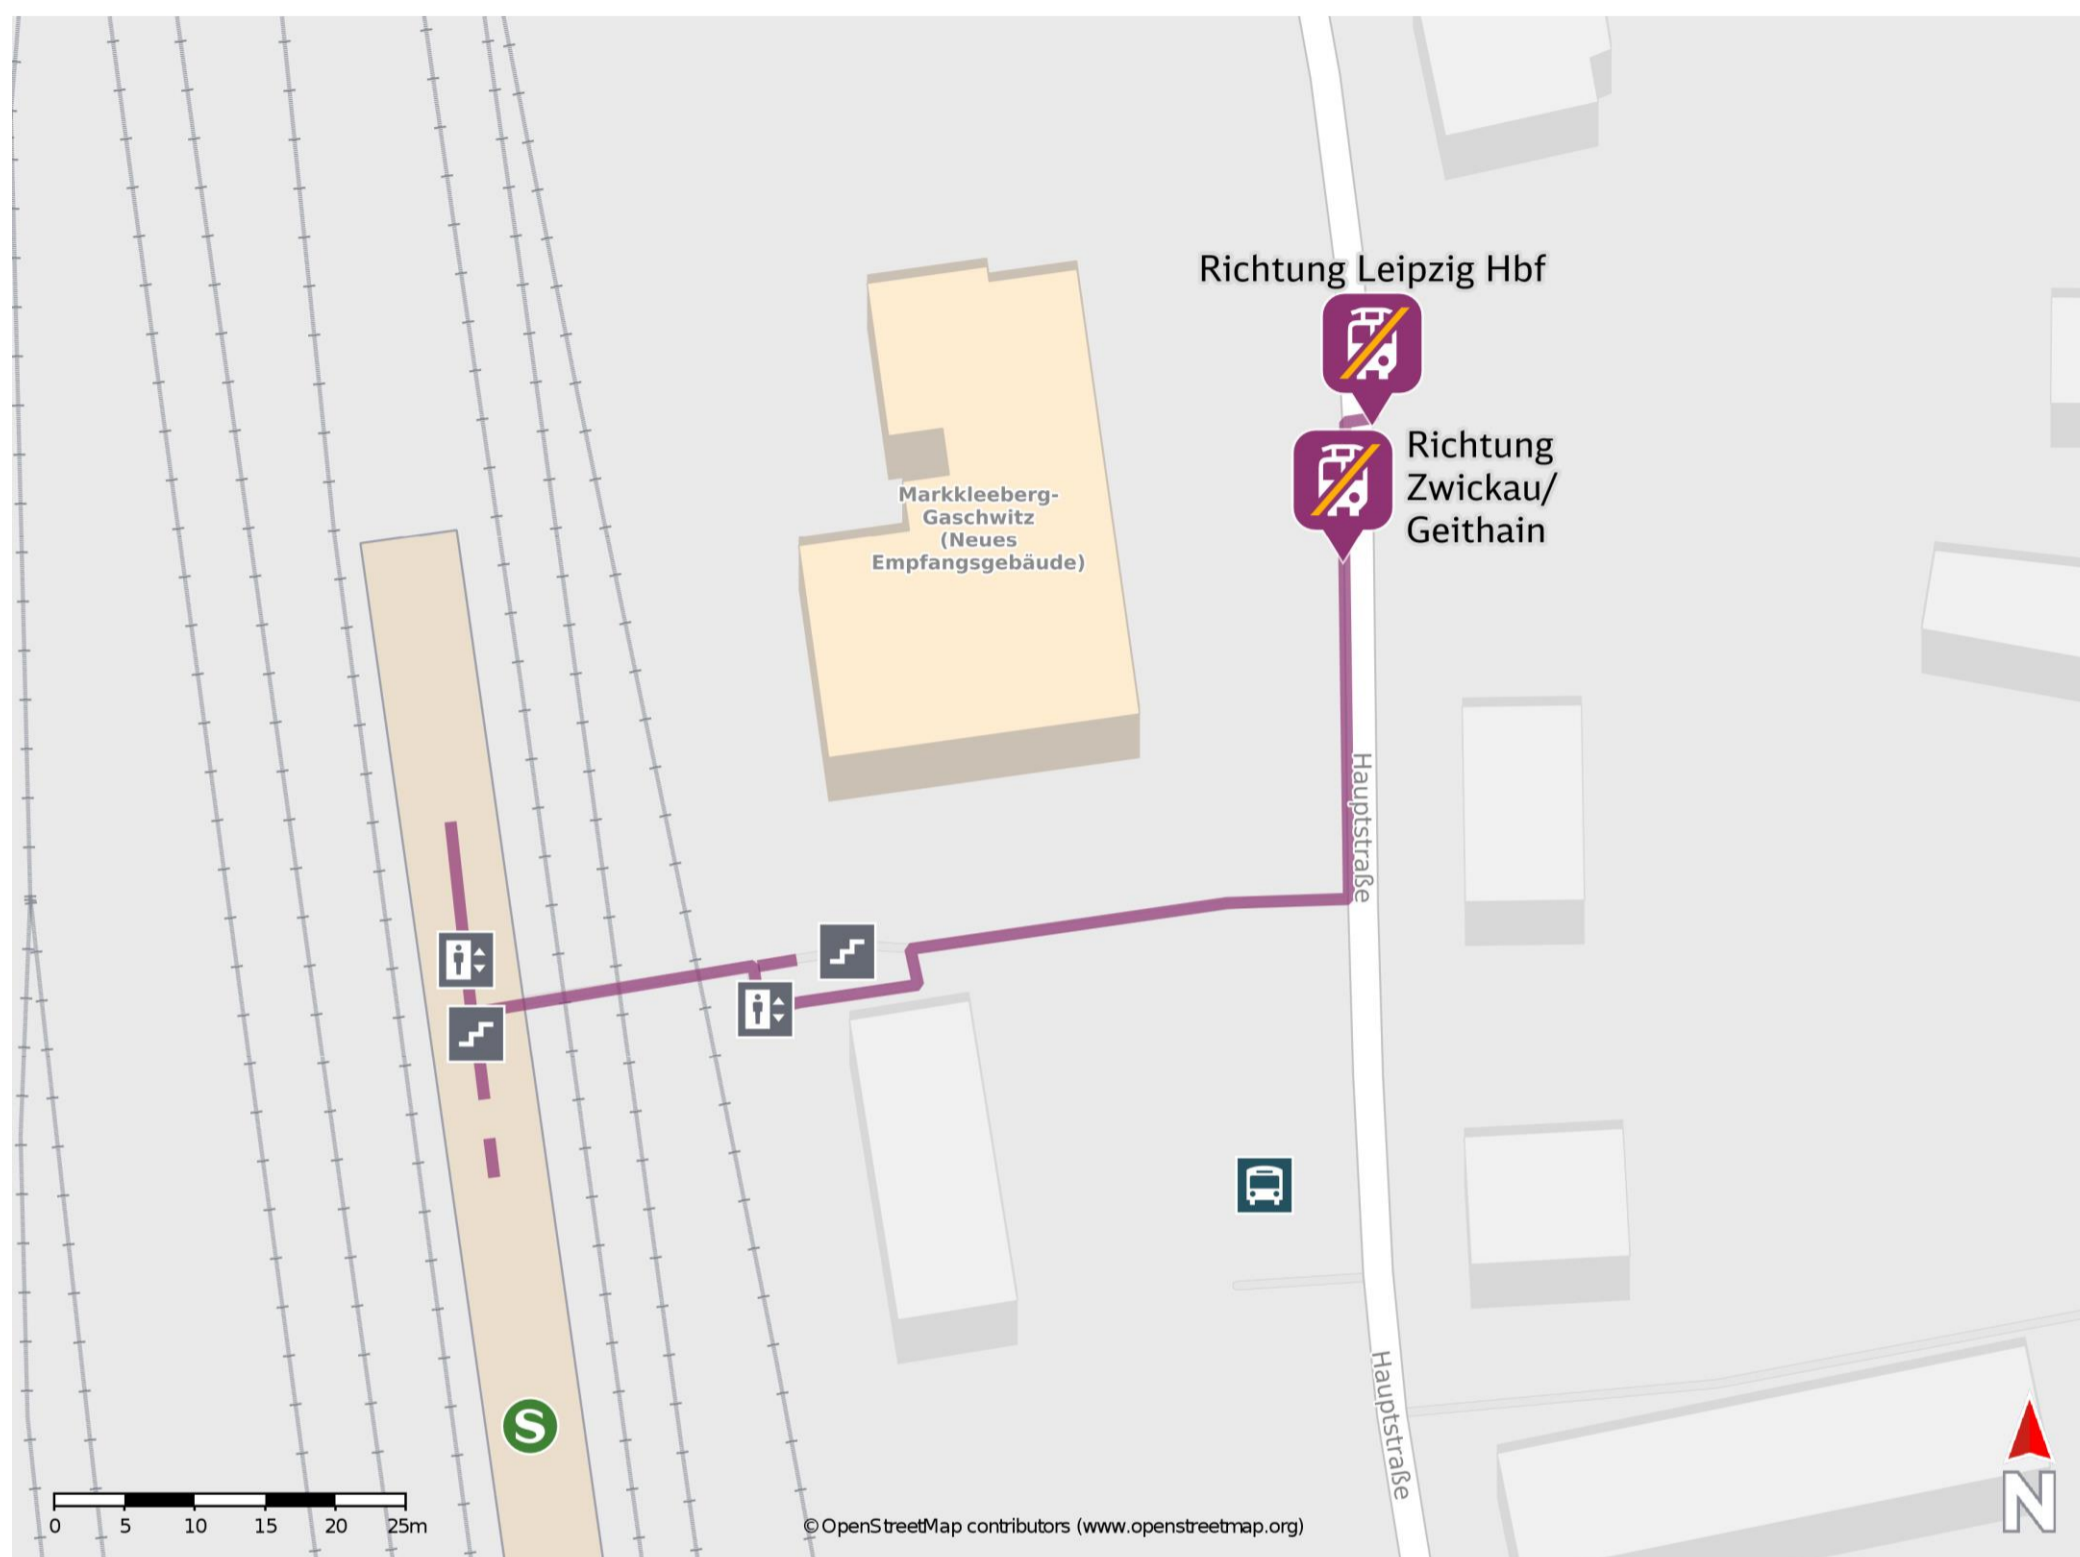 Richtung Leipzig Hbf
Richtung
Zwickau/
Geithain
Markkleeberg-
Gaschwitz
(Neues
Empfangsgebäude)
Hauptstraße
Hauptstraße
S
0 5 10 15 20 25m
© OpenStreetMap contributors (www.openstreetmap.org)
N